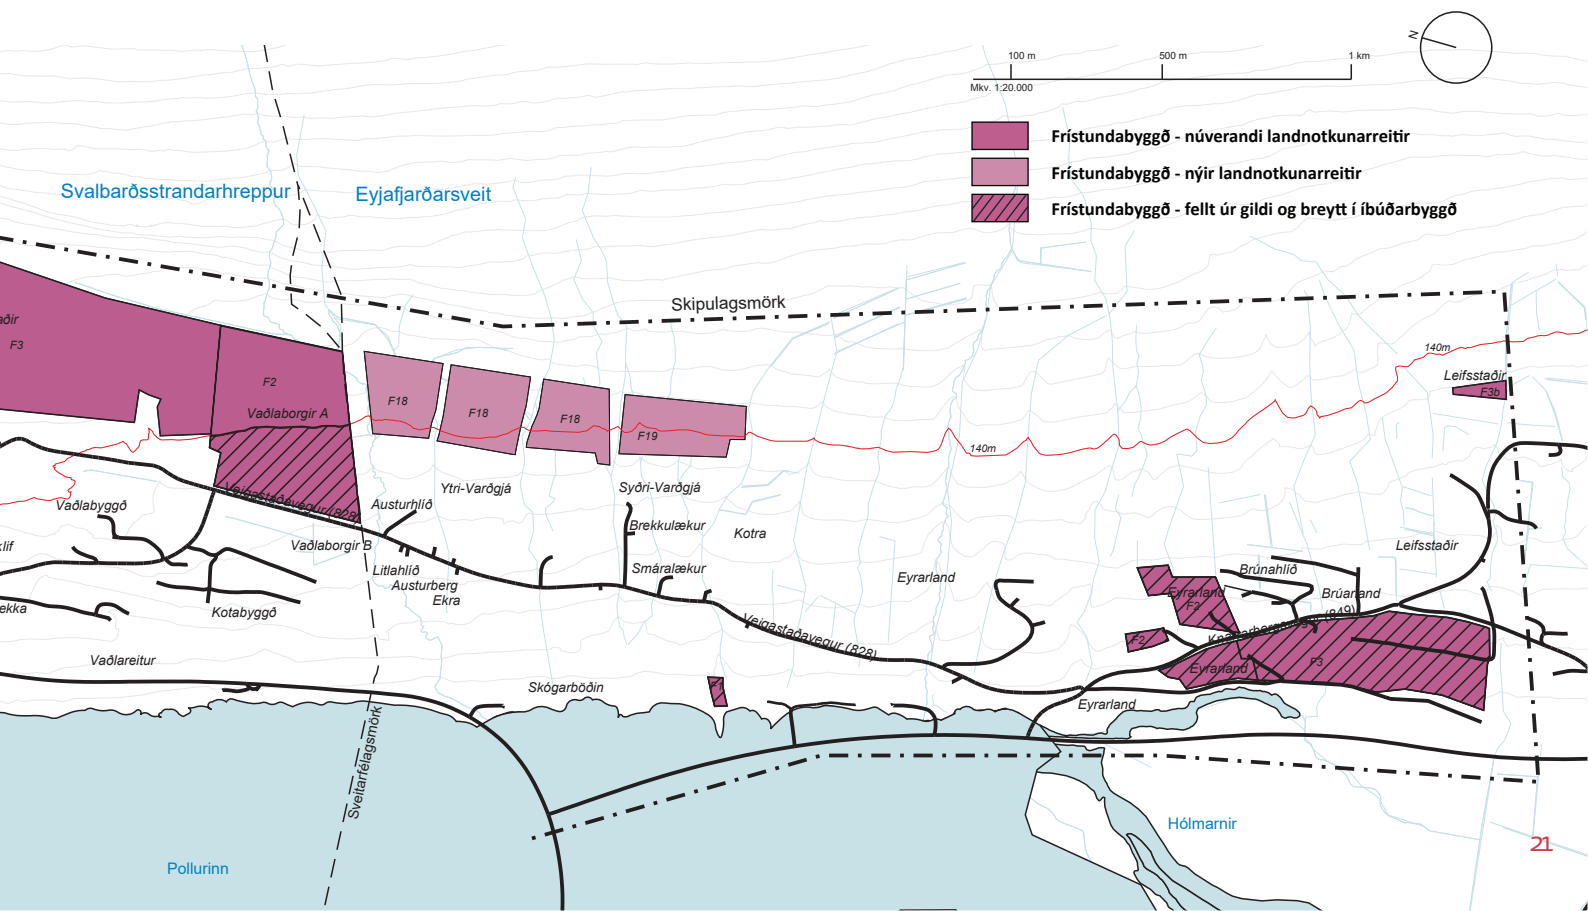 N
100 m 500 m 1 km
Mkv. 1:20.000
Frístundabyggð - núverandi landnotkunarreitir
Frístundabyggð - nýir landnotkunarreitir
Frístundabyggð - fellt úr gildi og breytt í íbúðarbyggð
Svalbarðsstrandarhreppur
Eyjafjarðarsveit
Skipulagsmörk
aðir
F3
F2
Vaðlaborgir A
F18
F18
F18
F19
140m
140m
Leifsstaðir
F3b
Veigastaðavegur (828)
Vaðlabyggð
Austurhlíð
Ytri-Varðgjá
Syðri-Varðgjá
Brekkulækur
Kotra
Vaðlaborgir B
Litlahlíð
Austurberg
Ekra
Smáralækur
Eyrarland
Leifsstaðir
Brúnahlíð
Brúarland
Eyrarland
F2
F2
ekka
Kotabyggð
Veigastaðavegur (828)
Vaðlareitur
Skógarböðin
F1
Eyrarland
F3
Eyrarland
Sveitarfélagsmörk
Pollurinn
Hólmarnir
21